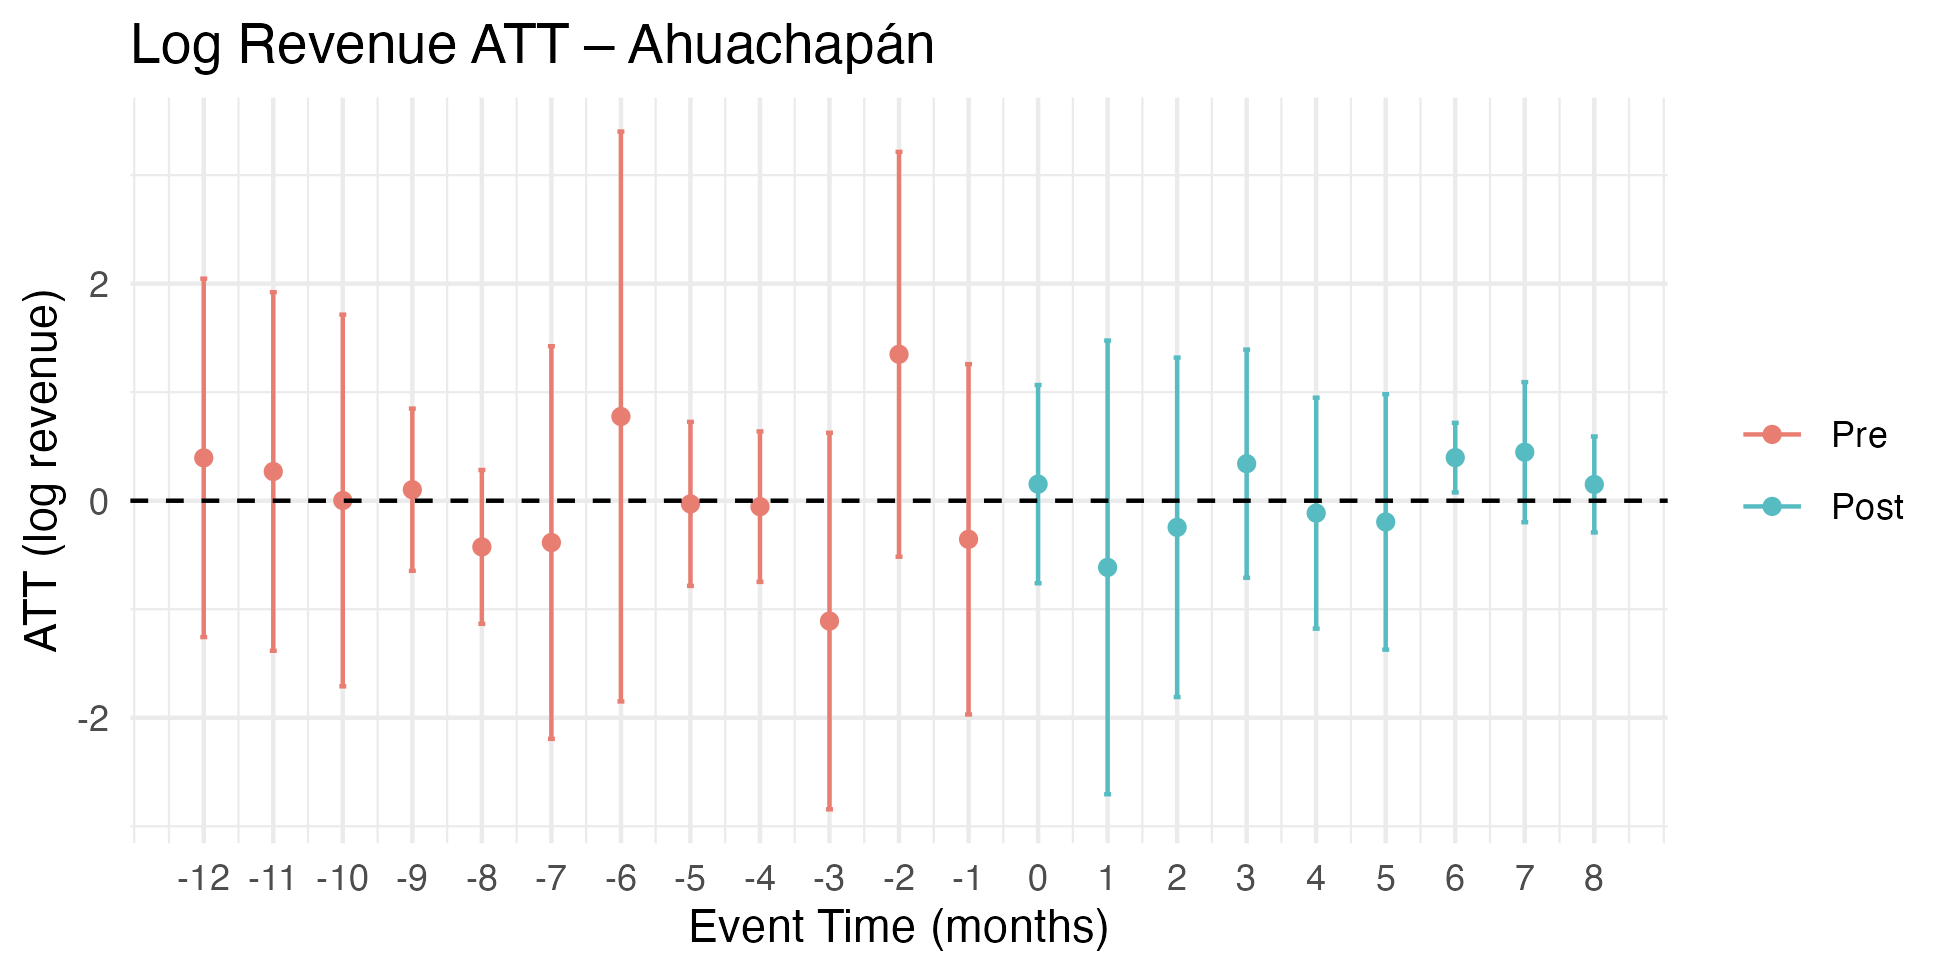 Log Revenue ATT – Ahuachapán
ATT (log revenue)
2
0
-2
-12 -11 -10 -9 -8 -7 -6 -5 -4 -3 -2 -1 0 1 2 3 4 5 6 7 8
Event Time (months)
Pre
Post